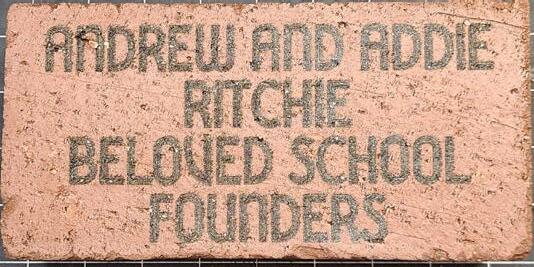 ANDREW AND ADDIE
RITCHIE
BELOVED SCHOOL
FOUNDERS